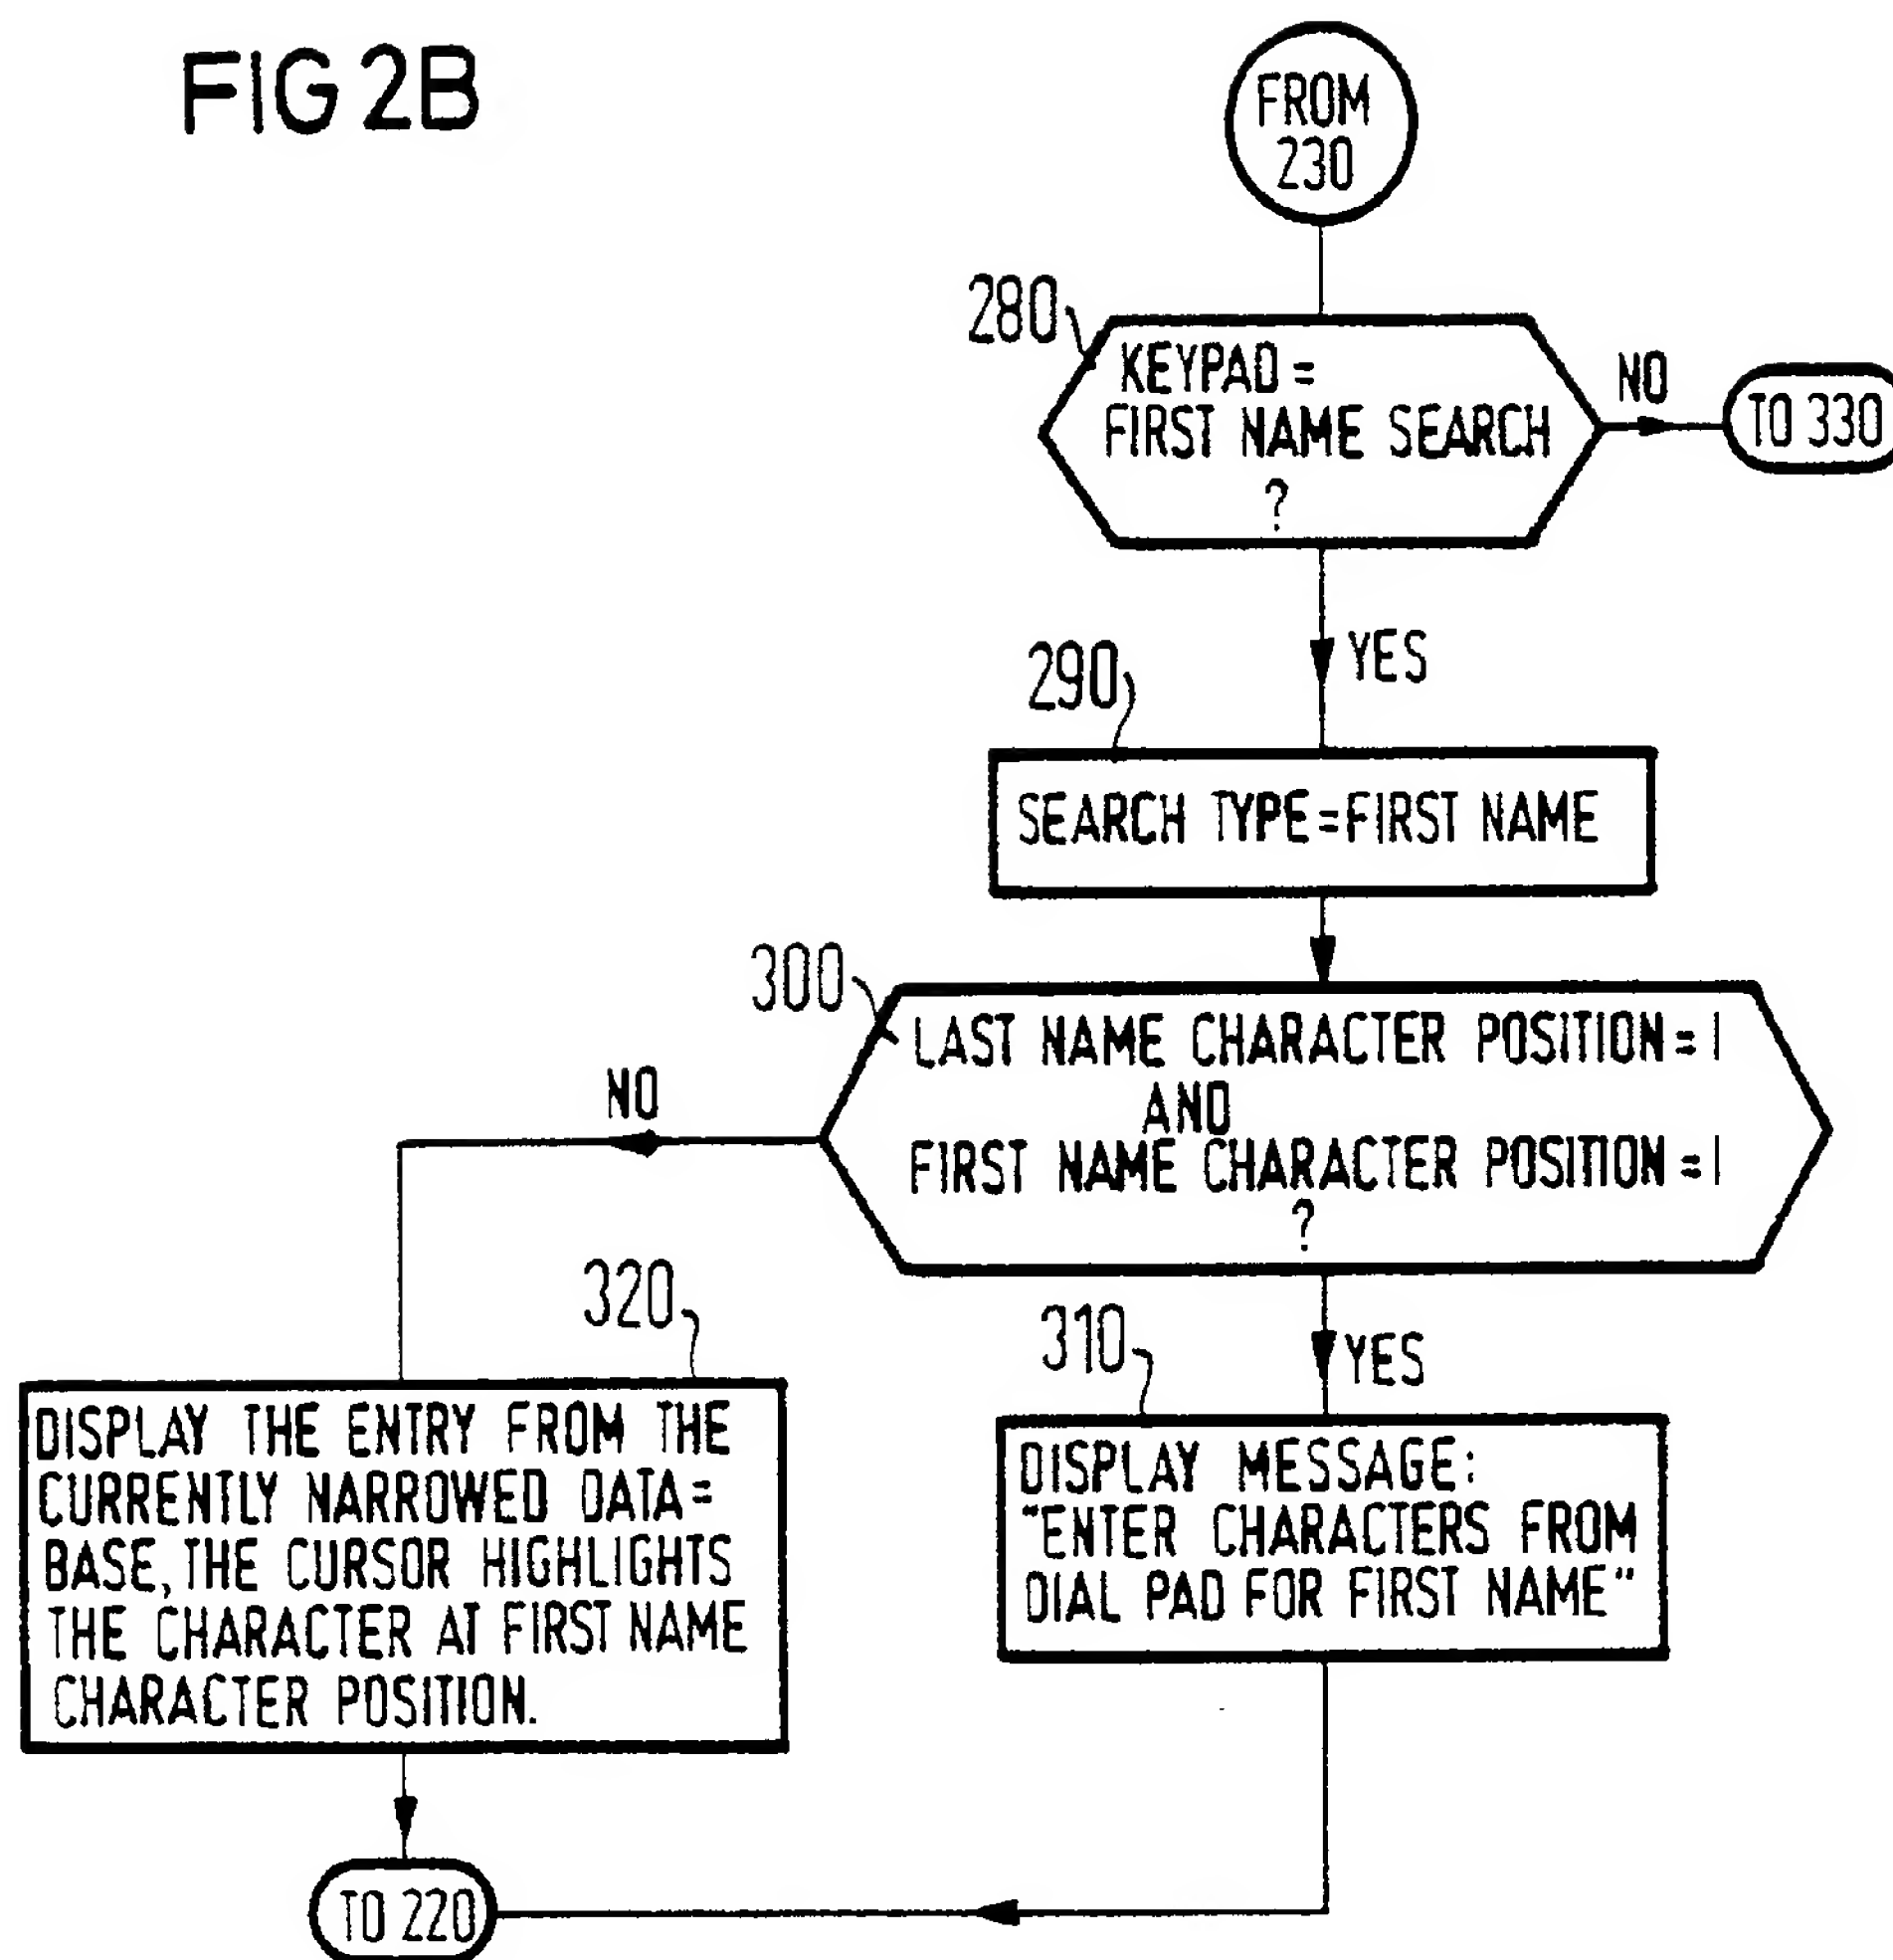 FIG 2B
FROM
230
280
KEYPAD =
FIRST NAME SEARCH
?
NO
TO 330
YES
290
SEARCH TYPE=FIRST NAME
300
LAST NAME CHARACTER POSITION = 1
AND
FIRST NAME CHARACTER POSITION = 1
?
NO
YES
320
DISPLAY THE ENTRY FROM THE
CURRENTLY NARROWED DATA=
BASE, THE CURSOR HIGHLIGHTS
THE CHARACTER AT FIRST NAME
CHARACTER POSITION.
310
DISPLAY MESSAGE:
"ENTER CHARACTERS FROM
DIAL PAD FOR FIRST NAME"
TO 220